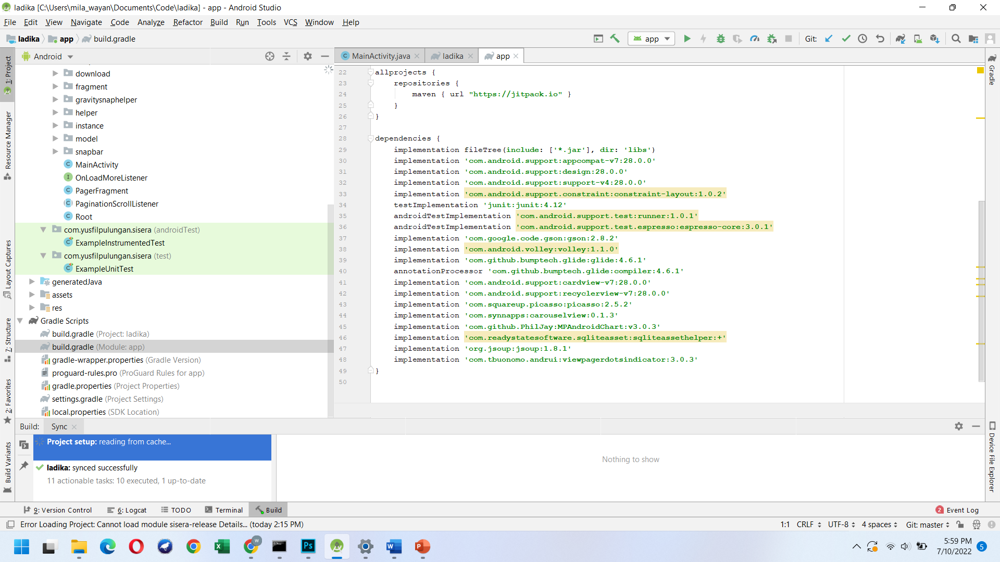 ladika [C:\Users\mila_wayan\Documents\Code\ladika] - app - Android Studio
File Edit View Navigate Code Analyze Refactor Build Run Tools VCS Window Help
ladika app build.gradle
app
Git:
1: Project
Resource Manager
Layout Captures
7: Structure
2: Favorites
Build Variants
Android
download
fragment
gravitysnaphelper
helper
instance
model
snapbar
MainActivity
OnLoadMoreListener
PagerFragment
PaginationScrollListener
Root
com.yusfilpulungan.sisera (androidTest)
ExampleInstrumentedTest
com.yusfilpulungan.sisera (test)
ExampleUnitTest
generatedJava
assets
res
Gradle Scripts
build.gradle (Project: ladika)
build.gradle (Module: app)
gradle-wrapper.properties (Gradle Version)
proguard-rules.pro (ProGuard Rules for app)
gradle.properties (Project Properties)
settings.gradle (Project Settings)
local.properties (SDK Location)
MainActivity.java ladika app
22 allprojects {
23 repositories {
24 maven { url "https://jitpack.io" }
25 }
26 }
27
28 dependencies {
29 implementation fileTree(include: ['*.jar'], dir: 'libs')
30 implementation 'com.android.support:appcompat-v7:28.0.0'
31 implementation 'com.android.support:design:28.0.0'
32 implementation 'com.android.support:support-v4:28.0.0'
33 implementation 'com.android.support.constraint:constraint-layout:1.0.2'
34 testImplementation 'junit:junit:4.12'
35 androidTestImplementation 'com.android.support.test:runner:1.0.1'
36 androidTestImplementation 'com.android.support.test.espresso:espresso-core:3.0.1'
37 implementation 'com.google.code.gson:gson:2.8.2'
38 implementation 'com.android.volley:volley:1.1.0'
39 implementation 'com.github.bumptech.glide:glide:4.6.1'
40 annotationProcessor 'com.github.bumptech.glide:compiler:4.6.1'
41 implementation 'com.android.support:cardview-v7:28.0.0'
42 implementation 'com.android.support:recyclerview-v7:28.0.0'
43 implementation 'com.squareup.picasso:picasso:2.5.2'
44 implementation 'com.synnapps:carouselview:0.1.3'
45 implementation 'com.github.PhilJay:MPAndroidChart:v3.0.3'
46 implementation 'com.readystatesoftware.sqliteasset:sqliteassethelper:+'
47 implementation 'org.jsoup:jsoup:1.8.1'
48 implementation 'com.tbuonomo.andrui:viewpagerdotsindicator:3.0.3'
49 }
50
Gradle
Device File Explorer
Build: Sync
Project setup: reading from cache...
ladika: synced successfully
11 actionable tasks: 10 executed, 1 up-to-date
Nothing to show
9: Version Control 6: Logcat TODO Terminal Build 2 Event Log
Error Loading Project: Cannot load module sisera-release Details... (today 2:15 PM) 1:1 CRLF UTF-8 4 spaces Git: master
W Ps W P
5:59 PM
7/10/2022
5